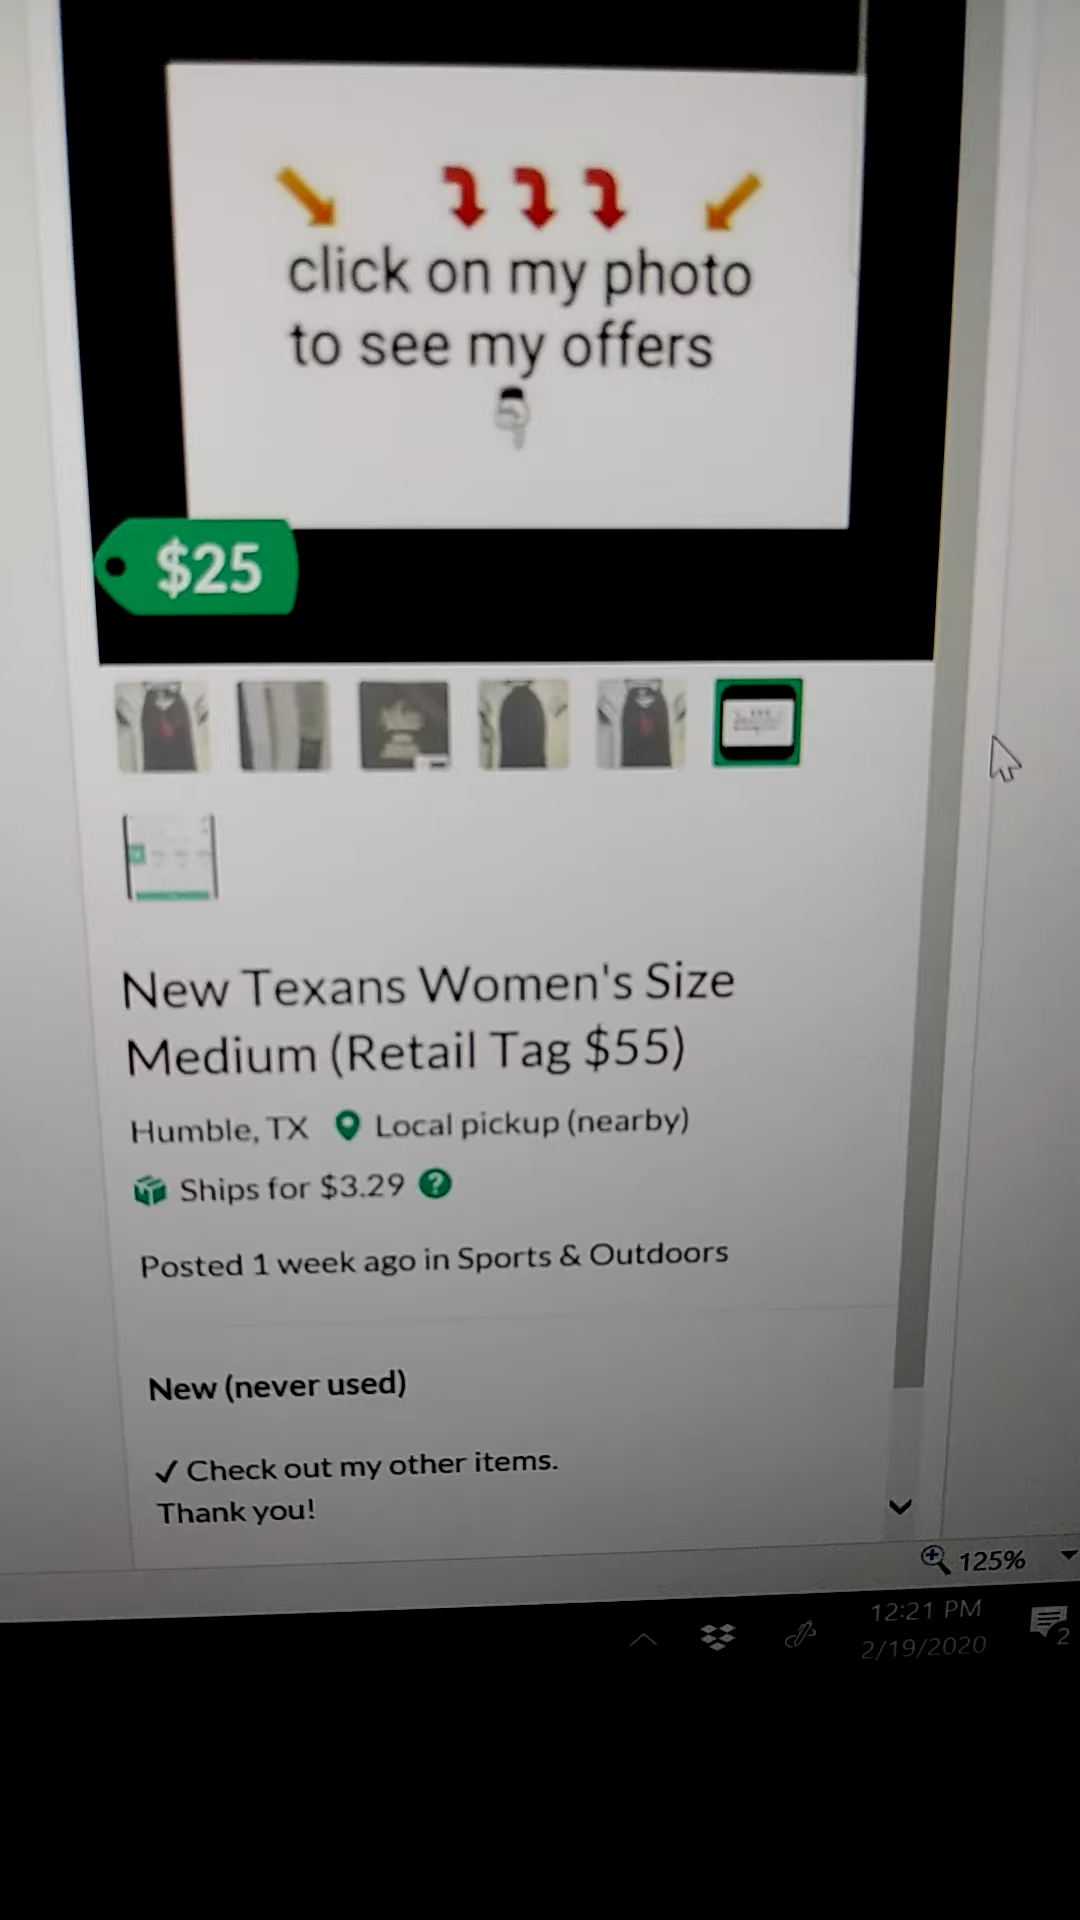 click on my photo
to see my offers
$25
New Texans Women's Size
Medium (Retail Tag $55)
Humble, TX Local pickup (nearby)
Ships for $3.29 ?
Posted 1 week ago in Sports & Outdoors
New (never used)
✓ Check out my other items.
Thank you!
125%
12:21 PM
2/19/2020
2